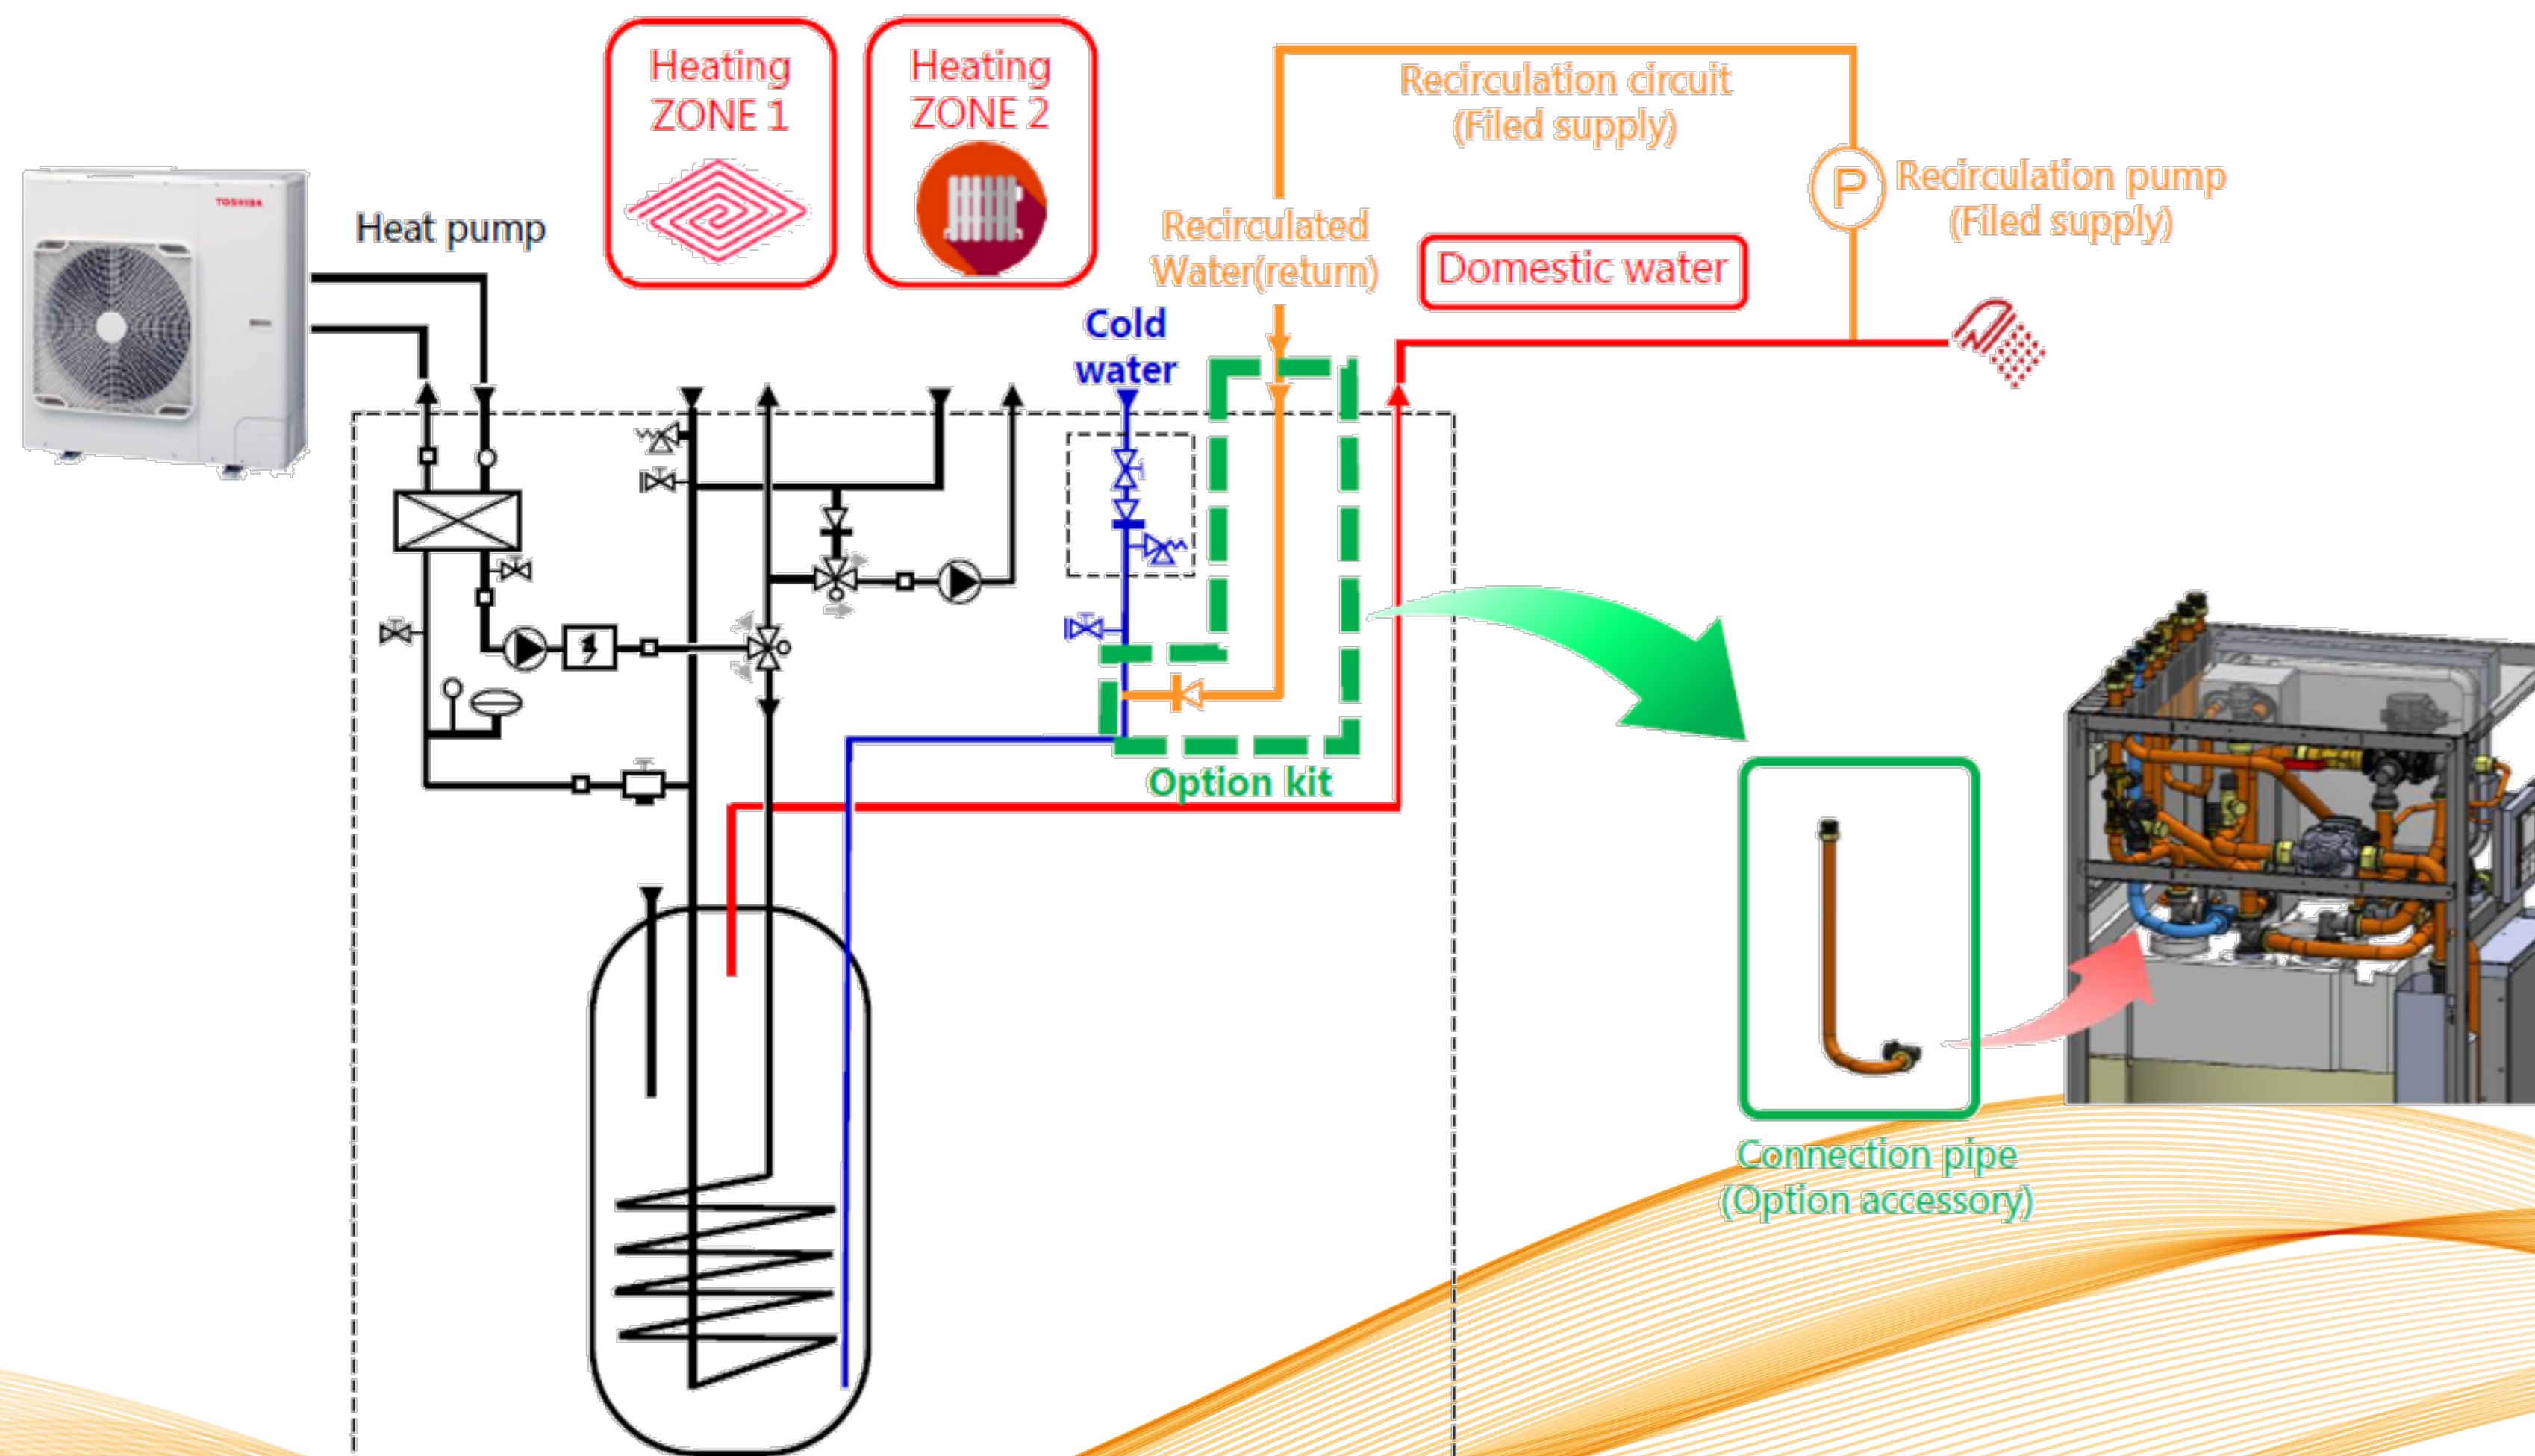 Heating
ZONE 1
Heating
ZONE 2
Recirculation circuit
(Filed supply)
P
Recirculation pump
(Filed supply)
TOSHIBA
Heat pump
Recirculated
Water(return)
Domestic water
Cold
water
Option kit
Connection pipe
(Option accessory)